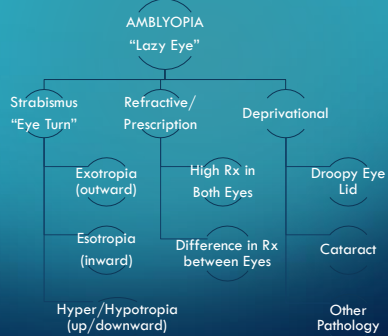 AMBLYOPIA
“Lazy Eye”
Strabismus
“Eye Turn”
Exotropia
(outward)
Esotropia
(inward)
Hyper/Hypotropia
(up/downward)
Refractive/
Prescription
High Rx in
Both Eyes
Difference in Rx
between Eyes
Deprivational
Droopy Eye
Lid
Cataract
Other
Pathology